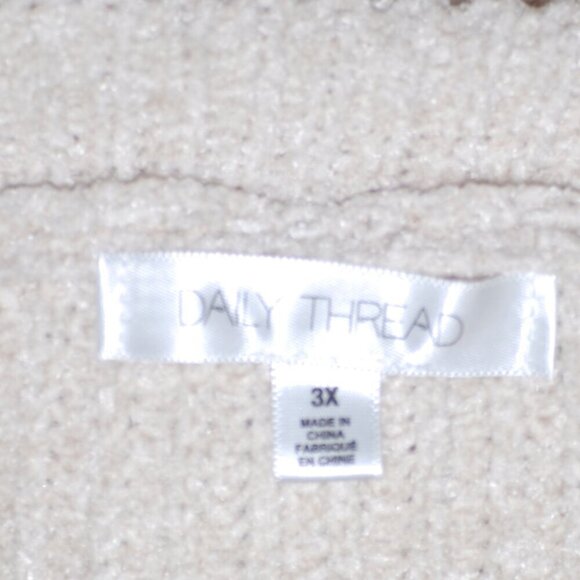 DAILY THREAD
3X
MADE IN
CHINA
FABRIQUÉ
EN CHINE